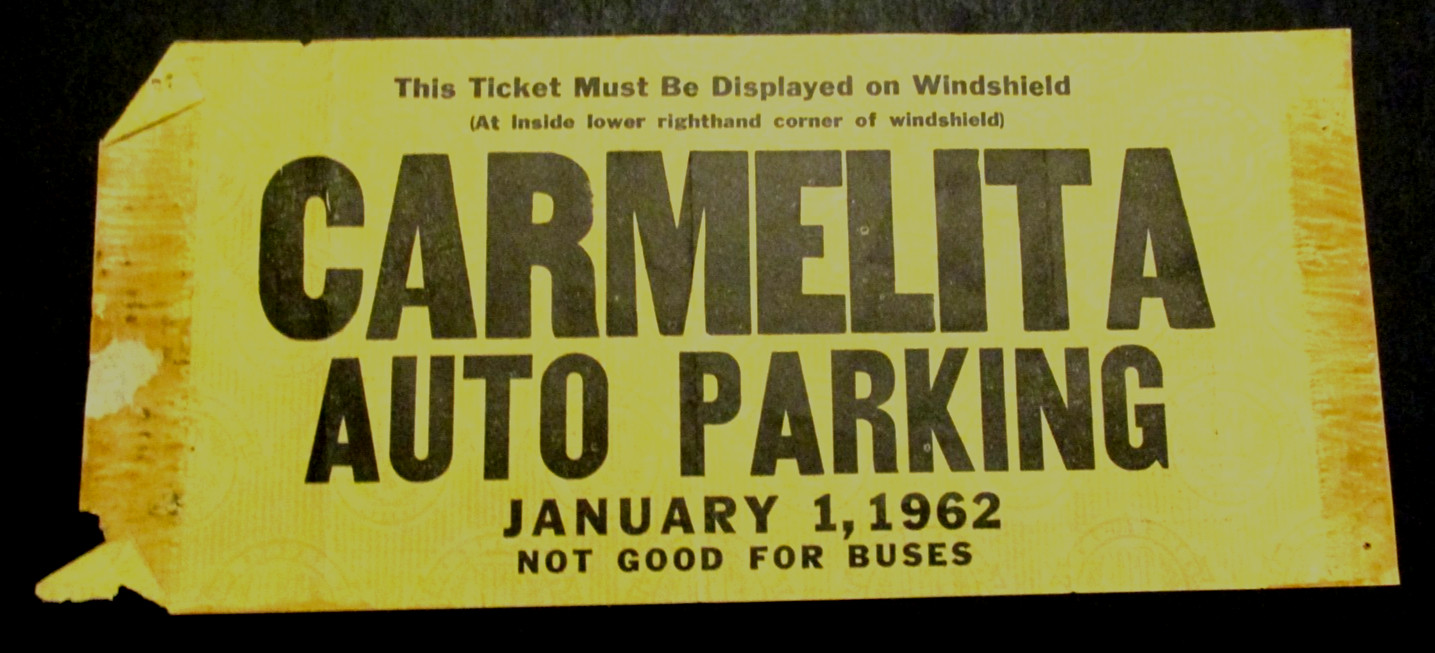 This Ticket Must Be Displayed on Windshield
(At Inside lower righthand corner of windshield)
CARMELITA
AUTO PARKING
JANUARY 1, 1962
NOT GOOD FOR BUSES